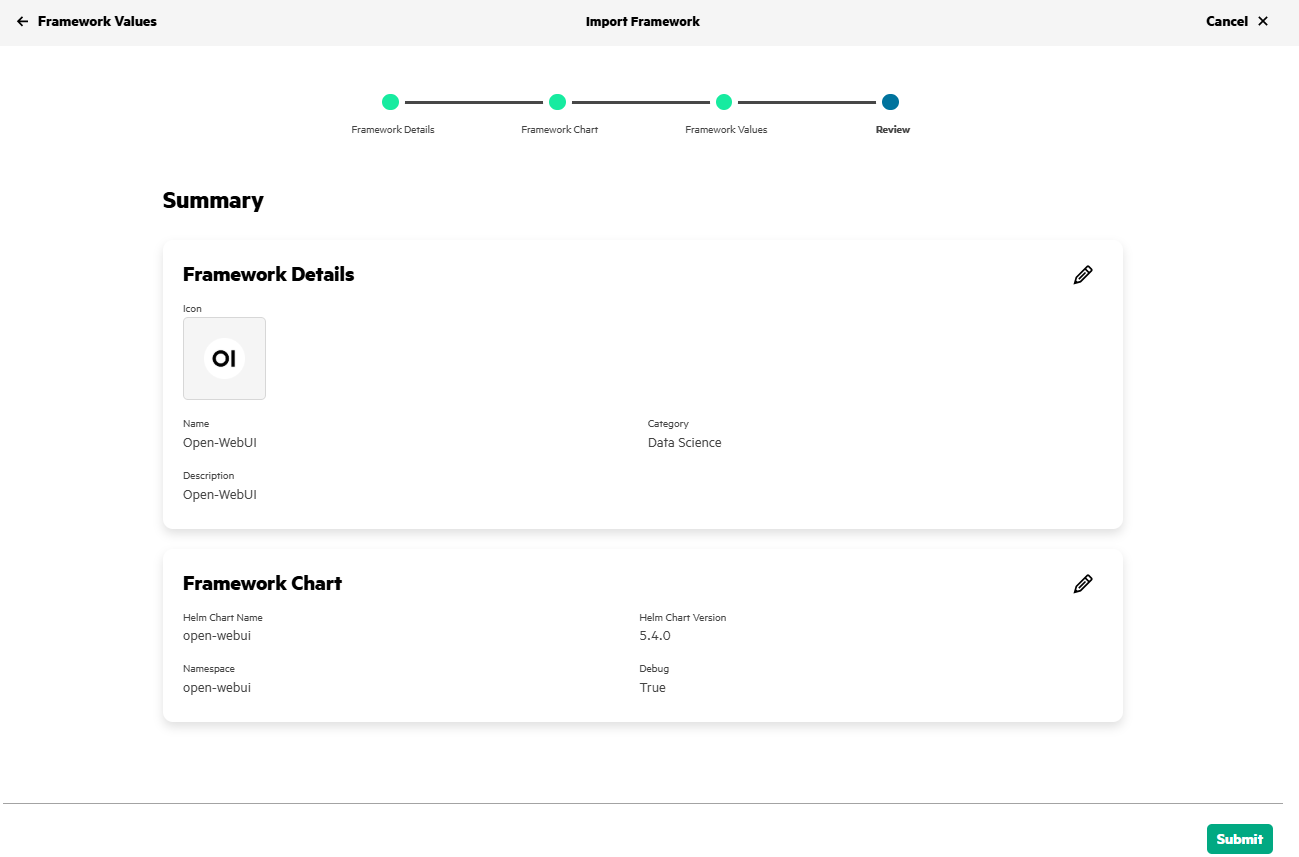 Framework Values Import Framework Cancel
Framework Details Framework Chart Framework Values Review
Summary
Framework Details
Icon
OI
Name Category
Open-WebUI Data Science
Description
Open-WebUI
Framework Chart
Helm Chart Name Helm Chart Version
open-webui 5.4.0
Namespace Debug
open-webui True
Submit